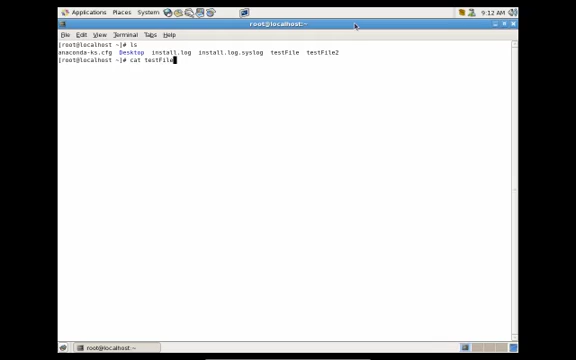 Applications Places System 9:12 AM
root@localhost:~
File Edit View Terminal Tabs Help
[root@localhost ~]# ls
anaconda-ks.cfg Desktop install.log install.log.syslog testFile testFile2
[root@localhost ~]# cat testFile
root@localhost:~